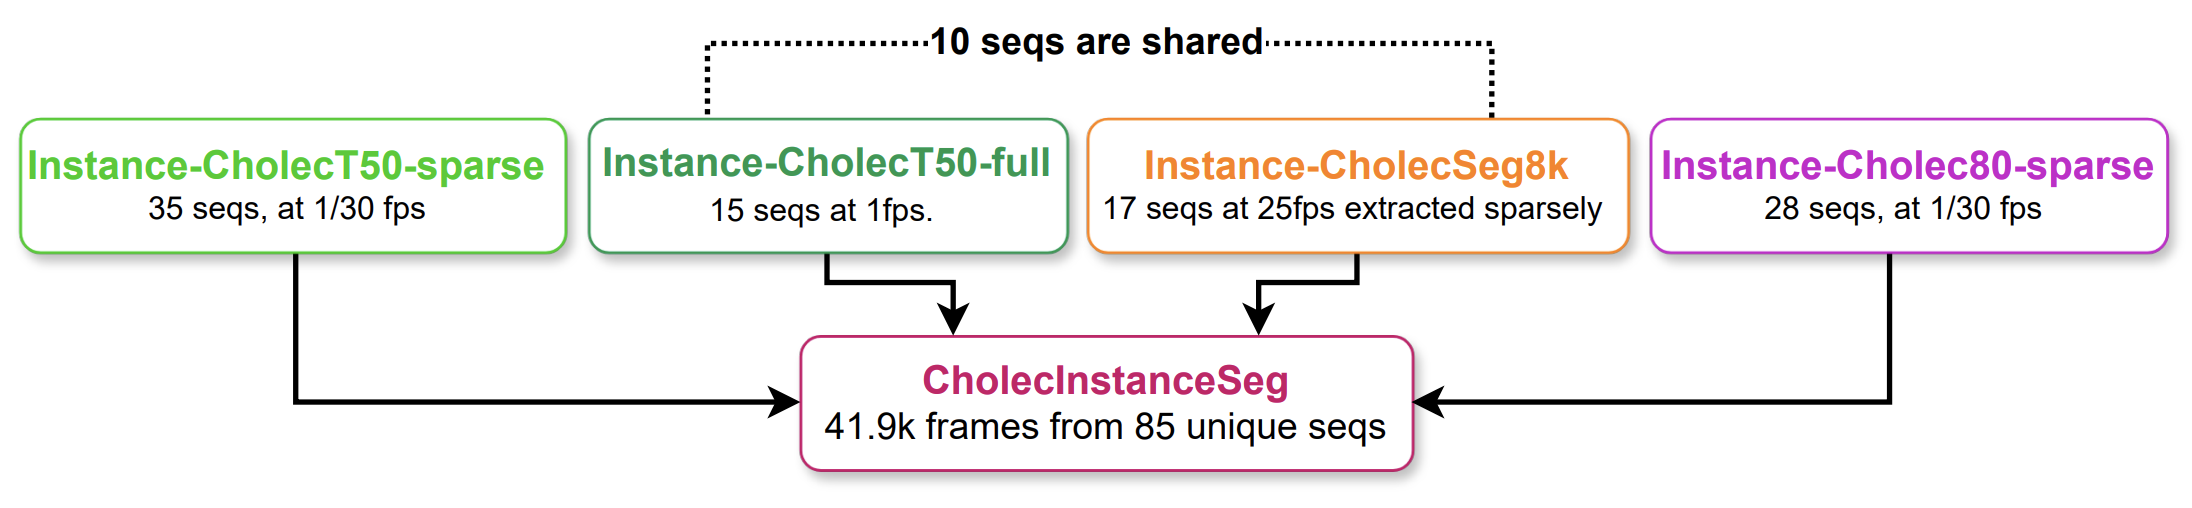 10 seqs are shared
Instance-CholecT50-sparse
35 seqs, at 1/30 fps
Instance-CholecT50-full
15 seqs at 1fps.
Instance-CholecSeg8k
17 seqs at 25fps extracted sparsely
Instance-Cholec80-sparse
28 seqs, at 1/30 fps
CholecInstanceSeg
41.9k frames from 85 unique seqs